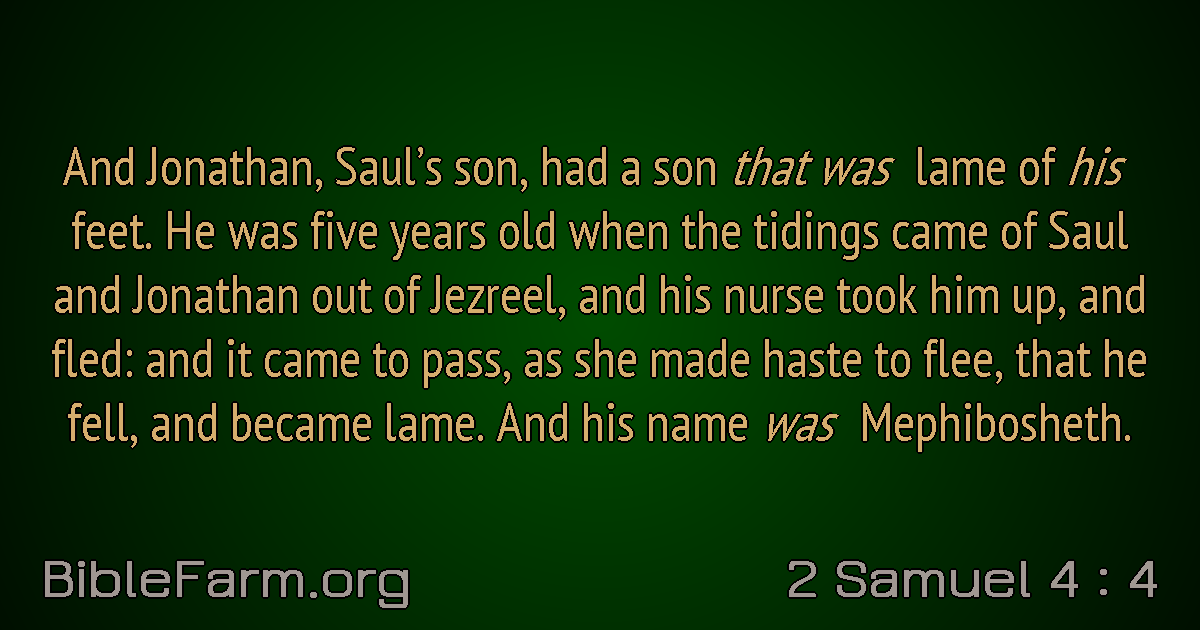 And Jonathan, Saul’s son, had a son that was lame of his
feet. He was five years old when the tidings came of Saul
and Jonathan out of Jezreel, and his nurse took him up, and
fled: and it came to pass, as she made haste to flee, that he
fell, and became lame. And his name was Mephibosheth.
BibleFarm.org
2 Samuel 4 : 4